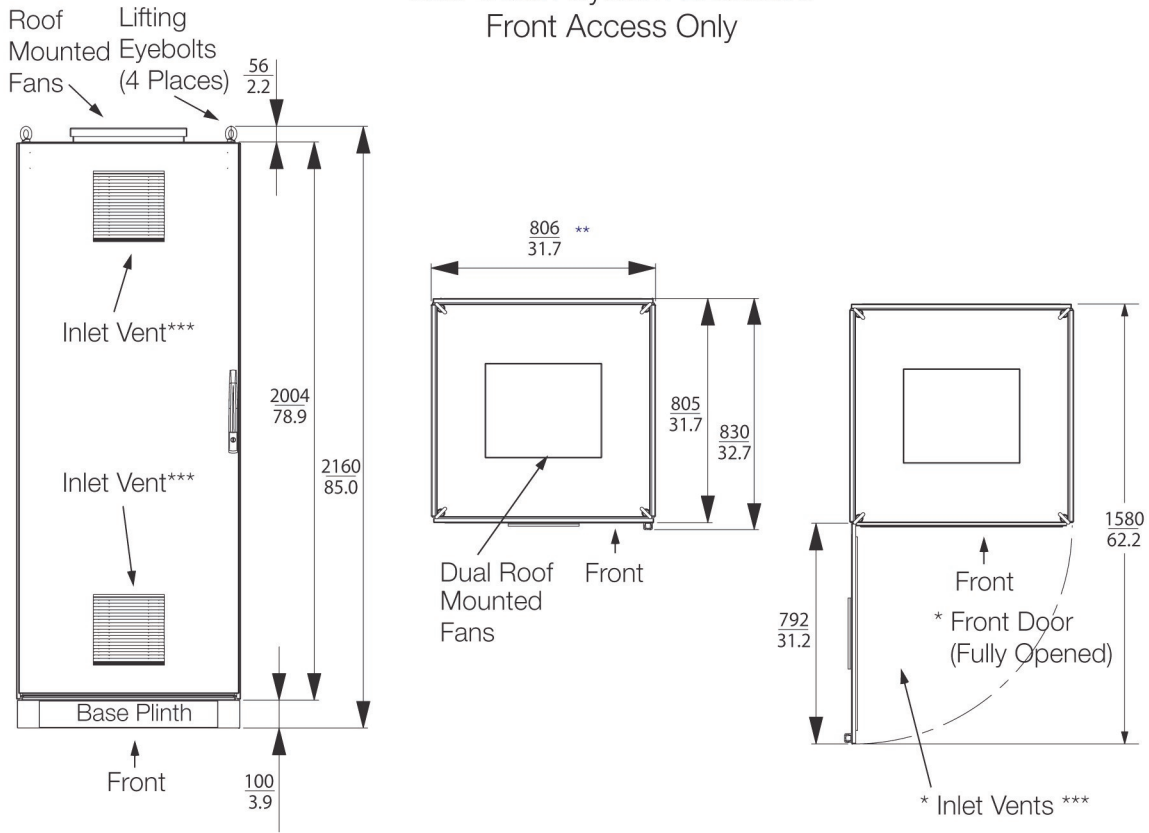 Front Access Only
Roof
Mounted
Fans
Lifting
Eyebolts
(4 Places)
56
2.2
Inlet Vent***
2004
78.9
2160
85.0
Inlet Vent***
Base Plinth
Front
100
3.9
806 **
31.7
805
31.7
830
32.7
Dual Roof
Mounted
Fans
Front
1580
62.2
792
31.2
Front
* Front Door
(Fully Opened)
* Inlet Vents ***